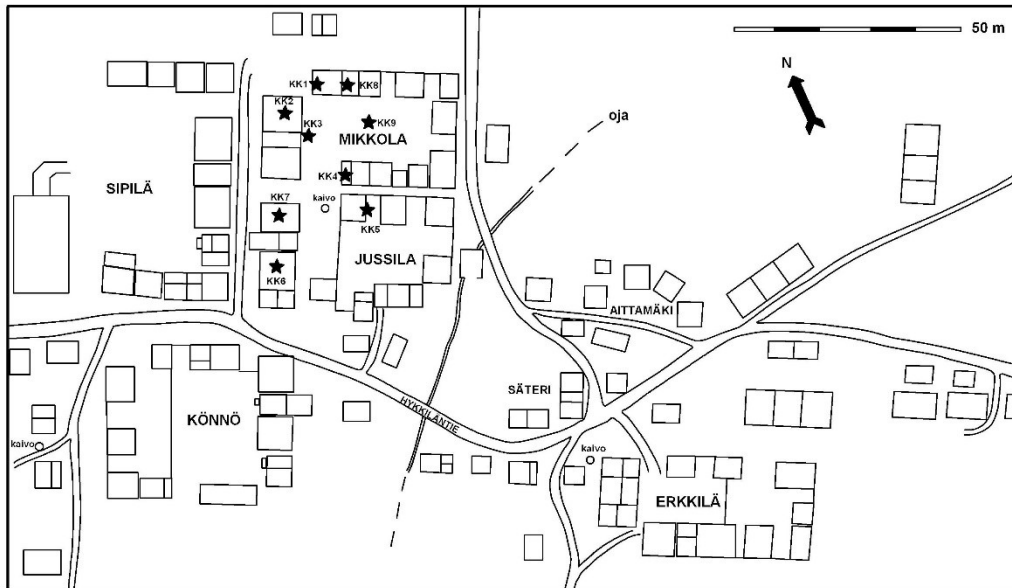 50 m
N
KK1
KK8
KK2
KK9
KK3
oja
MIKKOLA
KK4
SIPILÄ
KK7
kaivo
KK5
JUSSILA
KK6
AITTAMÄKI
SÄTERI
HYKKILÄNTIE
KÖNNÖ
kaivo
kaivo
ERKKILÄ